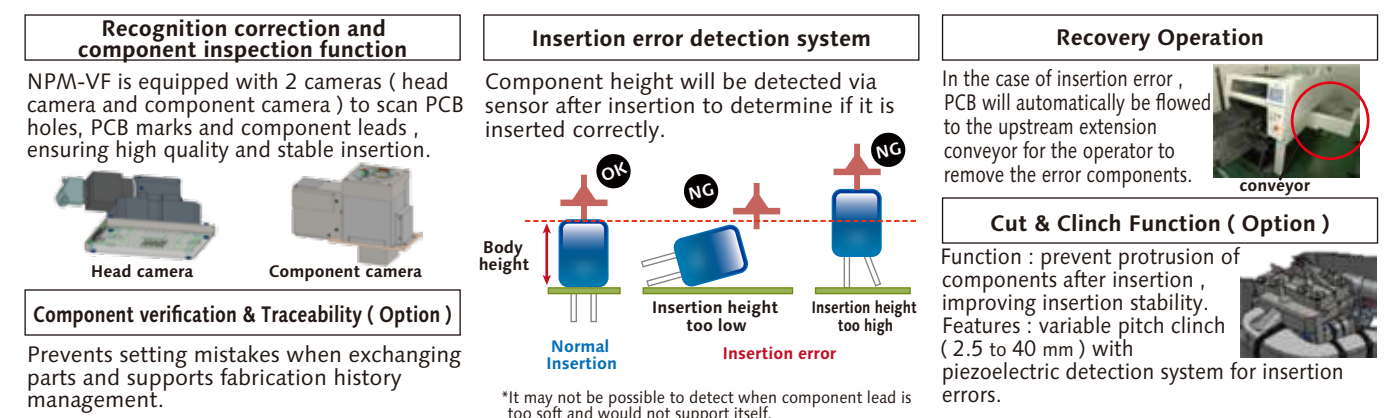 Recognition correction and
component inspection function
NPM-VF is equipped with 2 cameras ( head
camera and component camera ) to scan PCB
holes, PCB marks and component leads ,
ensuring high quality and stable insertion.
Head camera
Component camera
Component verification & Traceability ( Option )
Prevents setting mistakes when exchanging
parts and supports fabrication history
management.
Insertion error detection system
Component height will be detected via
sensor after insertion to determine if it is
inserted correctly.
OK
NG
NG
Body
height
Insertion height
too low
Insertion height
too high
Normal
Insertion
Insertion error
*It may not be possible to detect when component lead is
too soft and would not support itself.
Recovery Operation
In the case of insertion error ,
PCB will automatically be flowed
to the upstream extension
conveyor for the operator to
remove the error components.
conveyor
Cut & Clinch Function ( Option )
Function : prevent protrusion of
components after insertion ,
improving insertion stability.
Features : variable pitch clinch
( 2.5 to 40 mm ) with
piezoelectric detection system for insertion
errors.